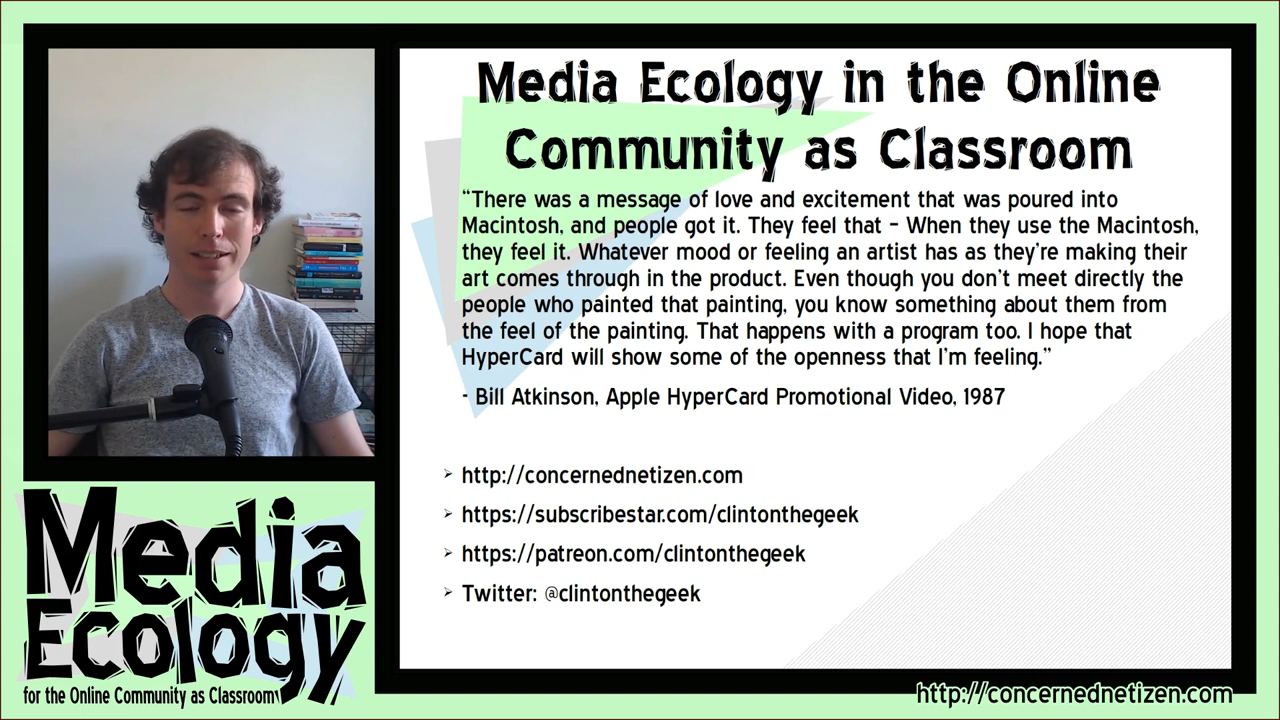 Media Ecology in the Online
Community as Classroom
“There was a message of love and excitement that was poured into
Macintosh, and people got it. They feel that – When they use the Macintosh,
they feel it. Whatever mood or feeling an artist has as they’re making their
art comes through in the product. Even though you don’t meet directly the
people who painted that painting, you know something about them from
the feel of the painting. That happens with a program too. I hope that
HyperCard will show some of the openness that I’m feeling.”
- Bill Atkinson, Apple HyperCard Promotional Video, 1987
➢ http://concernednetizen.com
➢ https://subscribestar.com/clintonthegeek
➢ https://patreon.com/clintonthegeek
➢ Twitter: @clintonthegeek
Media
Ecology
for the Online Community as Classroom
http://concernednetizen.com